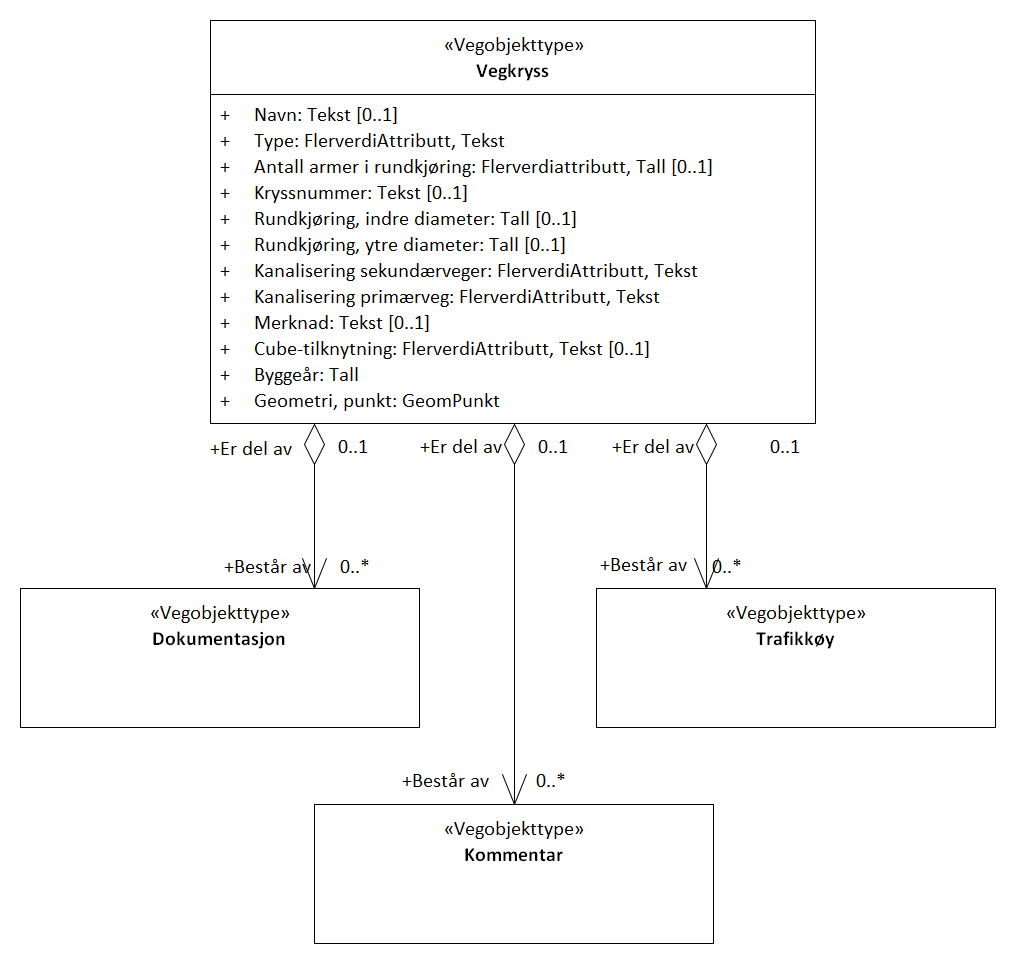 «Vegobjekttype»
Vegkryss
+ Navn: Tekst [0..1]
+ Type: FlerverdiAttributt, Tekst
+ Antall armer i rundkjøring: Flerverdiattributt, Tall [0..1]
+ Kryssnummer: Tekst [0..1]
+ Rundkjøring, indre diameter: Tall [0..1]
+ Rundkjøring, ytre diameter: Tall [0..1]
+ Kanalisering sekundærveger: FlerverdiAttributt, Tekst
+ Kanalisering primærveg: FlerverdiAttributt, Tekst
+ Merknad: Tekst [0..1]
+ Cube-tilknytning: FlerverdiAttributt, Tekst [0..1]
+ Byggeår: Tall
+ Geometri, punkt: GeomPunkt
+Er del av 0..1 +Er del av 0..1 +Er del av 0..1
+Består av 0..* +Består av 0..*
«Vegobjekttype» «Vegobjekttype»
Dokumentasjon Trafikkøy
+Består av 0..*
«Vegobjekttype»
Kommentar